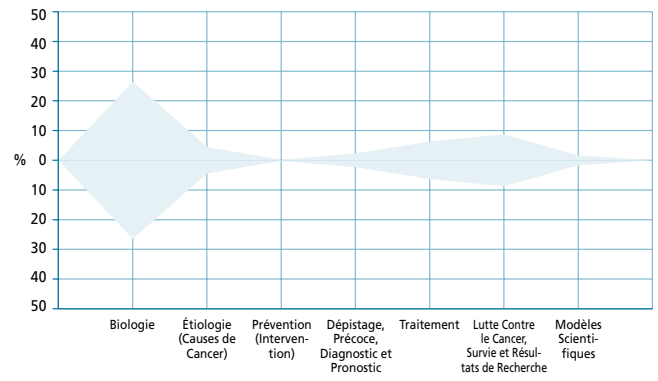 50
40
30
20
10
% 0
10
20
30
40
50
Biologie
Étiologie
(Causes de
Cancer)
Prévention
(Interven-
tion)
Dépistage,
Précoce,
Diagnostic et
Pronostic
Traitement
Lutte Contre
le Cancer,
Survie et Résul-
tats de Recherche
Modèles
Scienti-
fiques